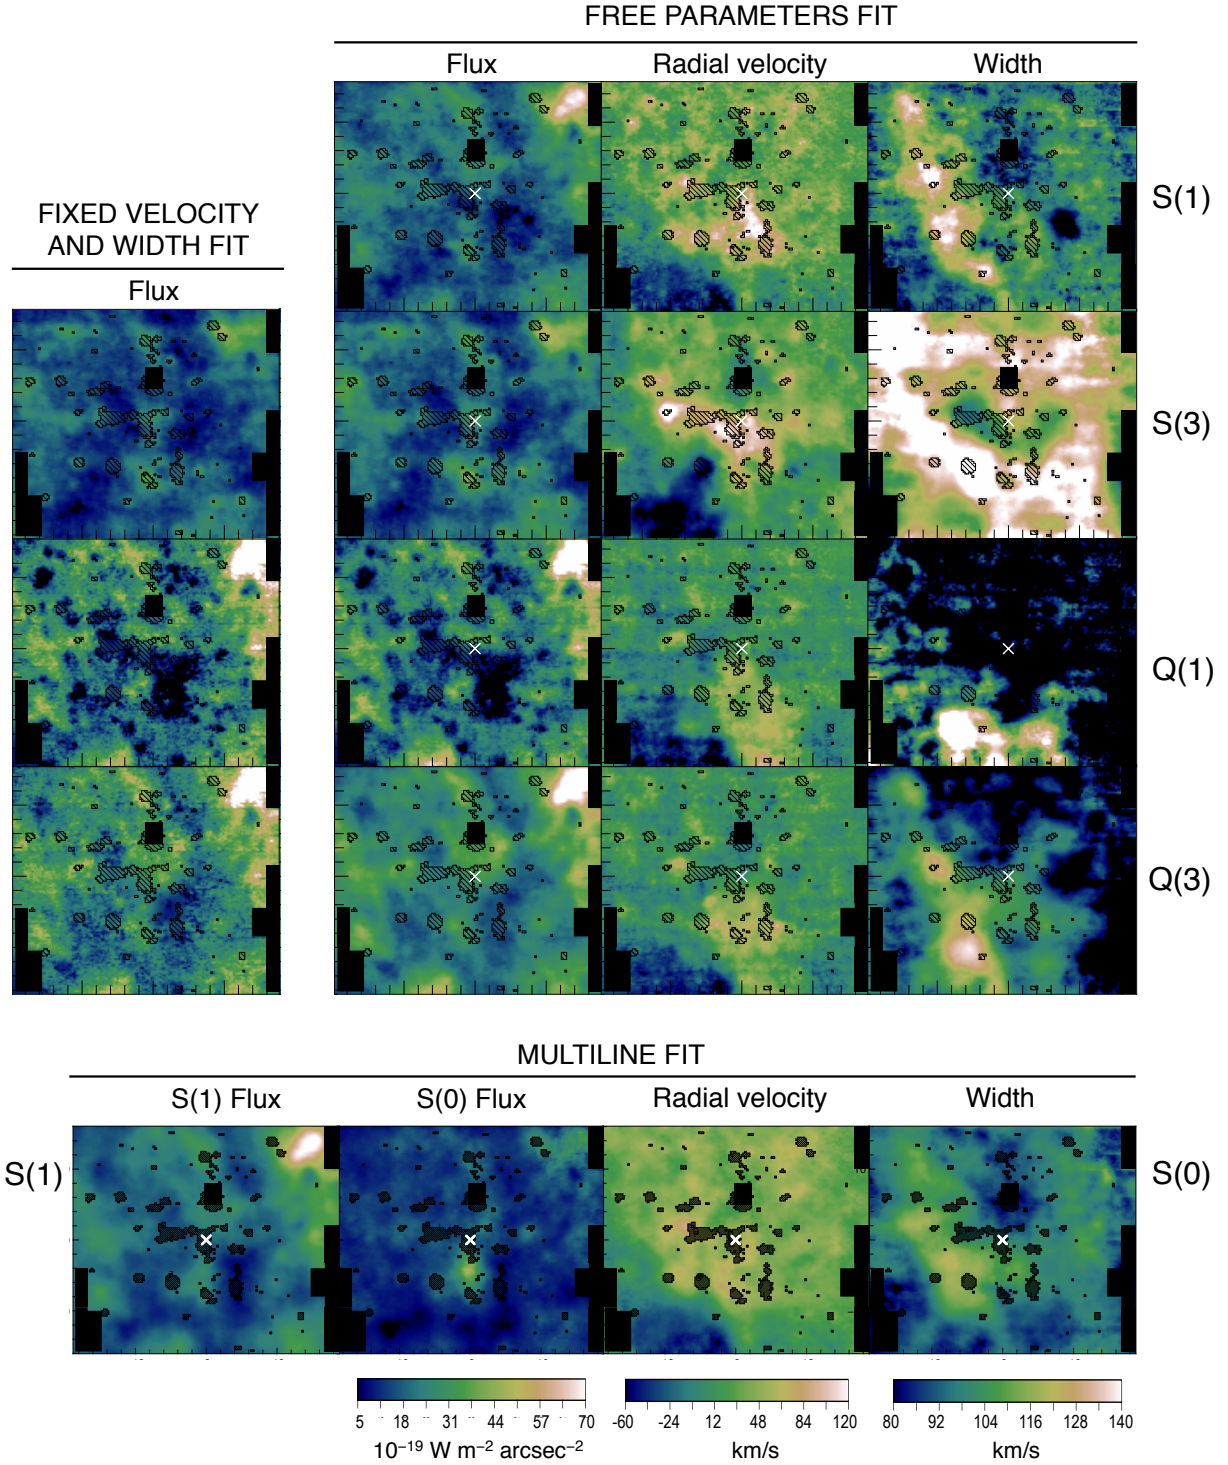 FREE PARAMETERS FIT
Flux Radial velocity Width
S(1)
FIXED VELOCITY
AND WIDTH FIT
Flux
S(3)
Q(1)
Q(3)
MULTILINE FIT
S(1) Flux S(0) Flux Radial velocity Width
S(1) S(0)
5 18 31 44 57 70 -60 -24 12 48 84 120 80 92 104 116 128 140
10⁻¹⁹ W m⁻² arcsec⁻² km/s km/s